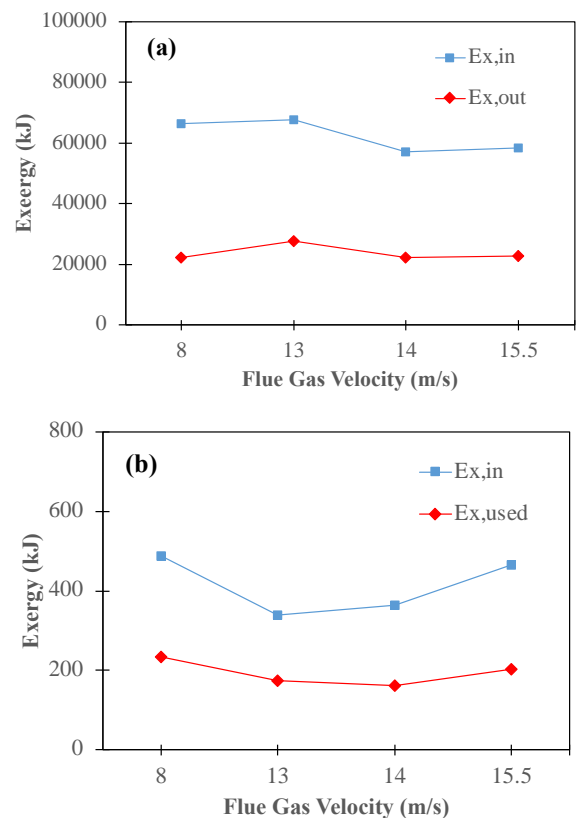 (a)
Ex,in
Ex,out
100000
80000
60000
40000
20000
0
Exeergy (kJ)
8 13 14 15.5
Flue Gas Velocity (m/s)
(b)
Ex,in
Ex,used
800
600
400
200
0
Exergy (kJ)
8 13 14 15.5
Flue Gas Velocity (m/s)